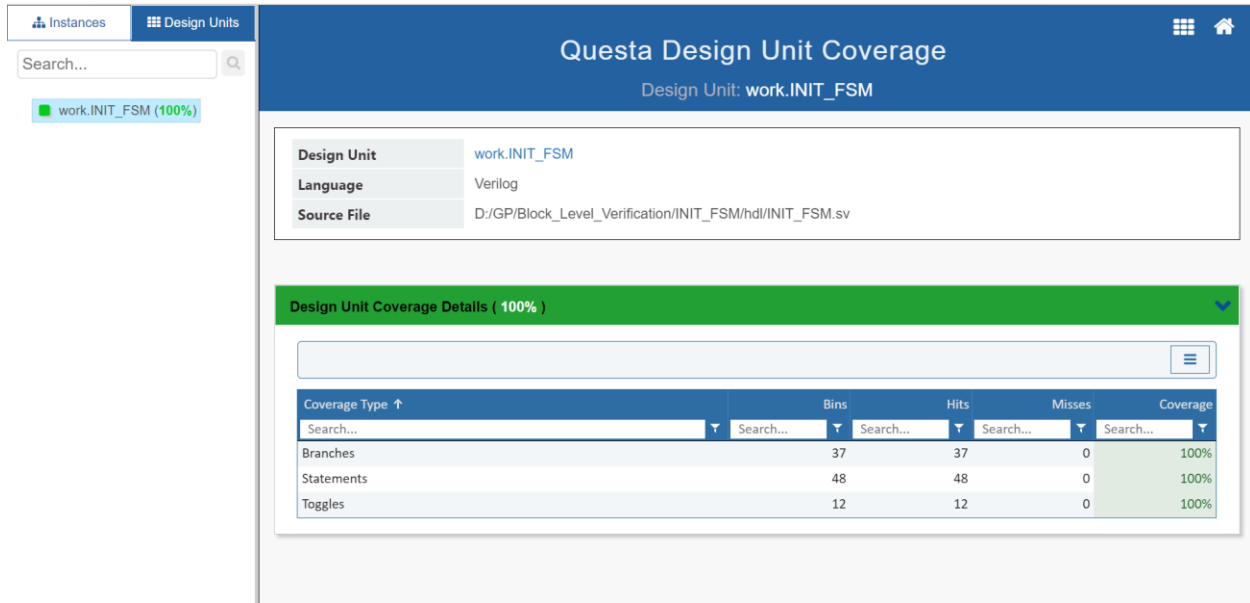 Instances
Design Units
Search...
work.INIT_FSM (100%)
Questa Design Unit Coverage
Design Unit: work.INIT_FSM
Design Unit work.INIT_FSM
Language Verilog
Source File D:/GP/Block_Level_Verification/INIT_FSM/hdl/INIT_FSM.sv
Design Unit Coverage Details ( 100% )
Coverage Type ↑ Bins Hits Misses Coverage
Search... Search... Search... Search... Search...
Branches 37 37 0 100%
Statements 48 48 0 100%
Toggles 12 12 0 100%